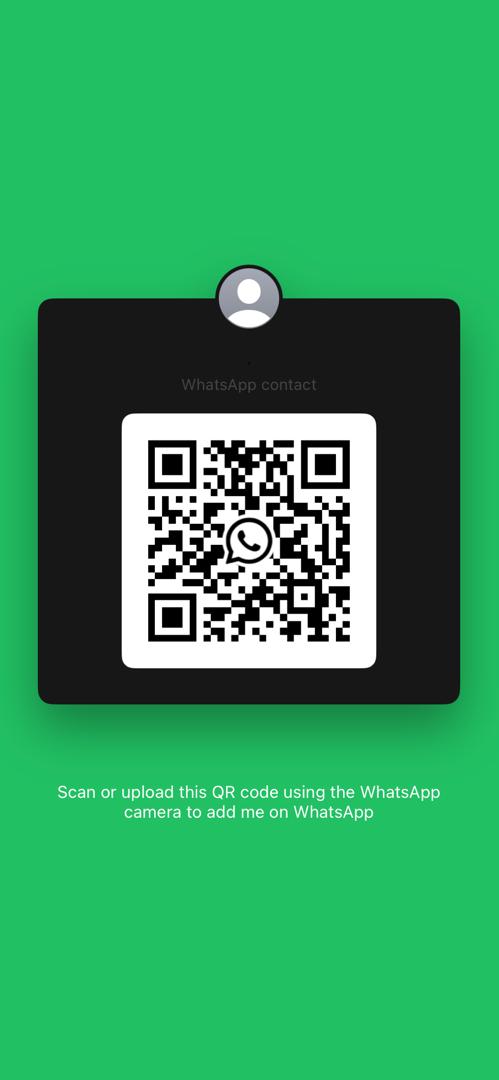 .
WhatsApp contact
Scan or upload this QR code using the WhatsApp
camera to add me on WhatsApp